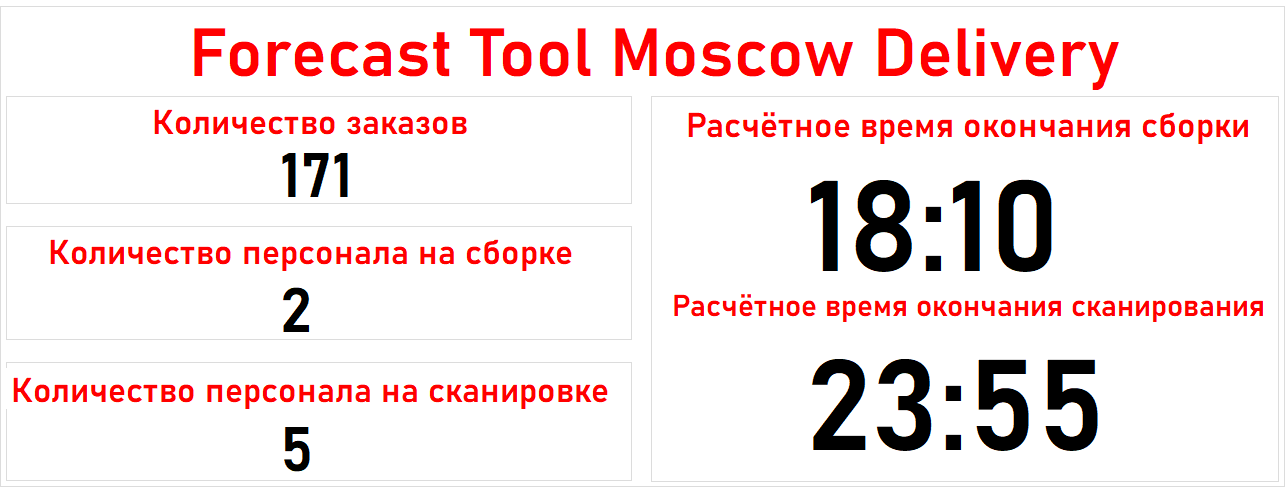 Forecast Tool Moscow Delivery
Количество заказов
171
Количество персонала на сборке
2
Количество персонала на сканировке
5
Расчётное время окончания сборки
18:10
Расчётное время окончания сканирования
23:55